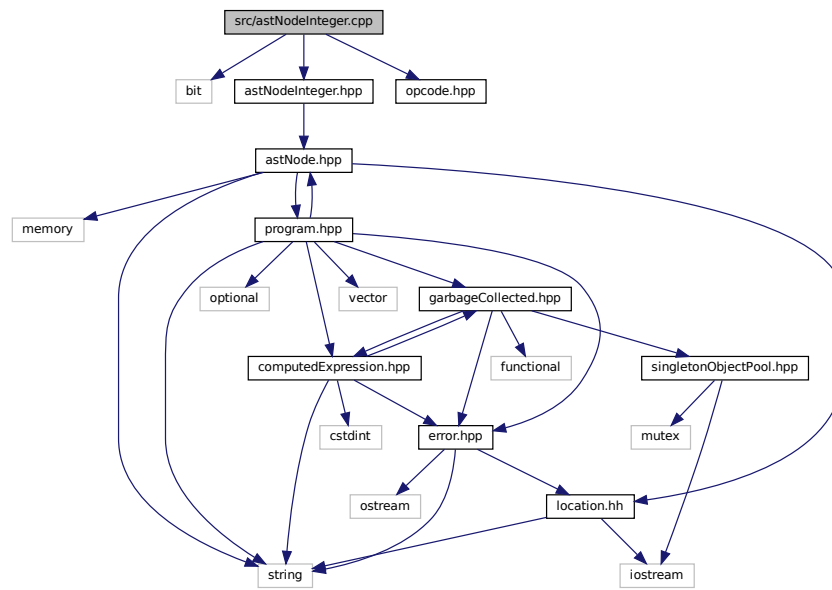 src/astNodeInteger.cpp
bit
astNodeInteger.hpp
opcode.hpp
astNode.hpp
memory
program.hpp
optional
vector
garbageCollected.hpp
computedExpression.hpp
functional
singletonObjectPool.hpp
cstdint
error.hpp
mutex
ostream
location.hh
string
iostream